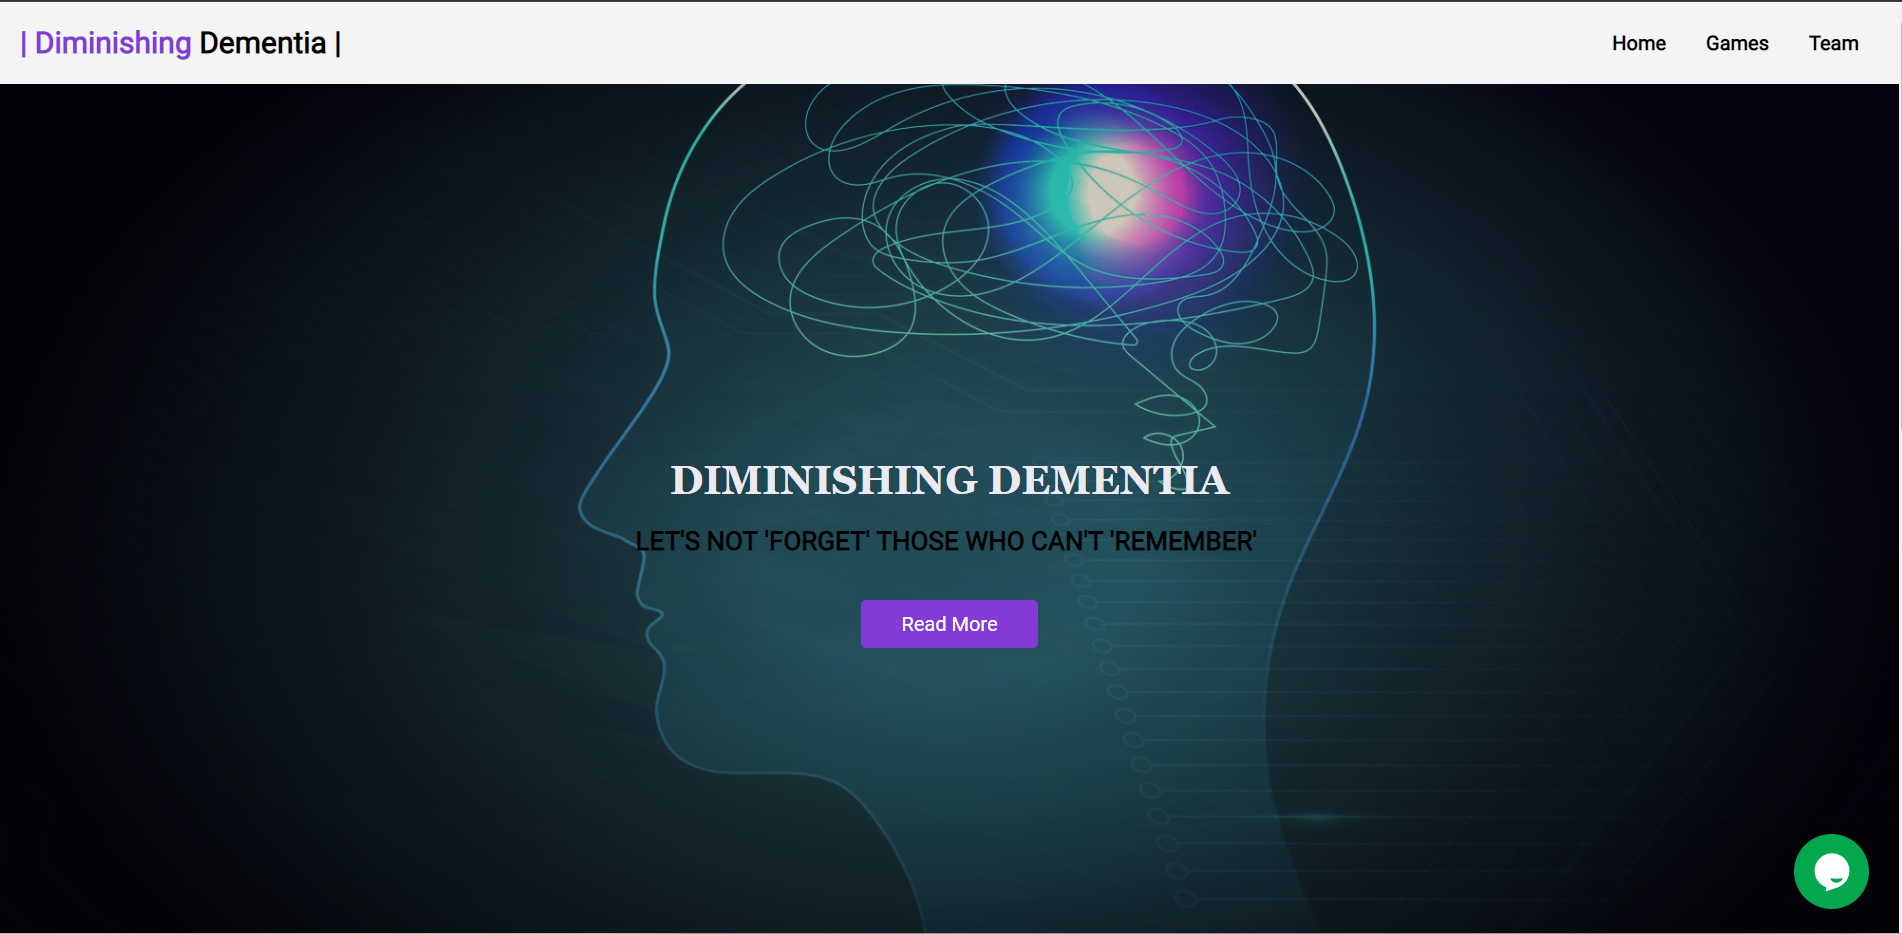 | Diminishing Dementia |
Home Games Team
DIMINISHING DEMENTIA
LET'S NOT 'FORGET' THOSE WHO CAN'T 'REMEMBER'
Read More